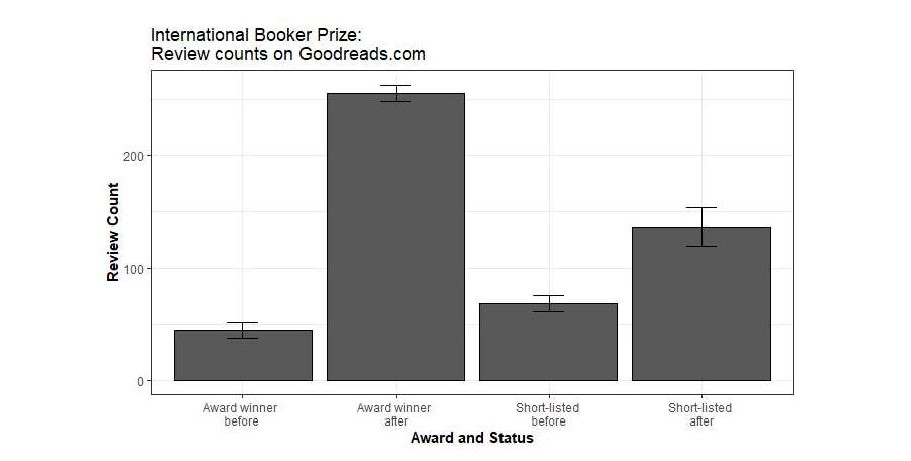 International Booker Prize:
Review counts on Goodreads.com
Review Count
200
100
0
Award winner
before
Award winner
after
Short-listed
before
Short-listed
after
Award and Status